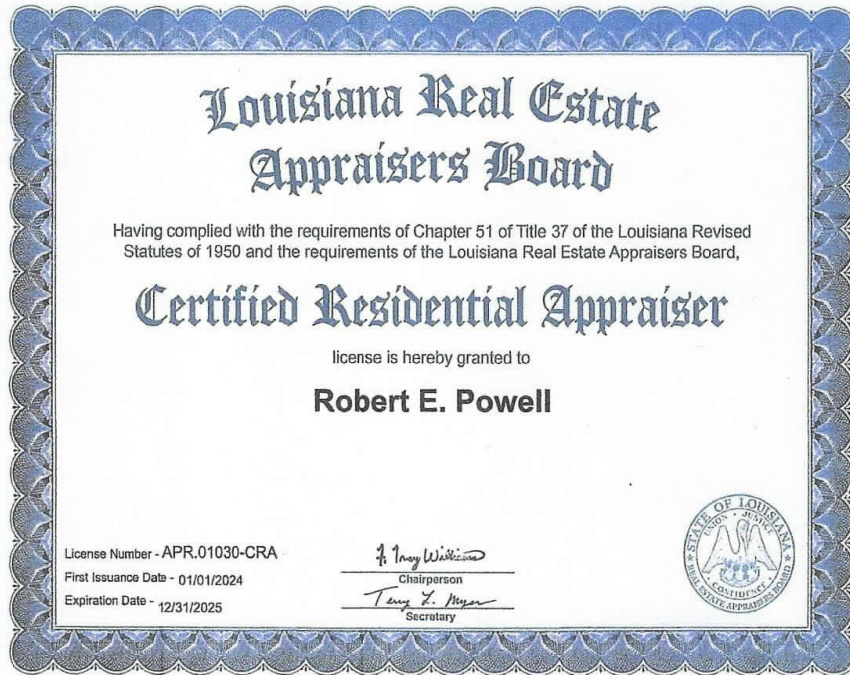 Louisiana Real Estate
Appraisers Board
Having complied with the requirements of Chapter 51 of Title 37 of the Louisiana Revised
Statutes of 1950 and the requirements of the Louisiana Real Estate Appraisers Board,
Certified Residential Appraiser
license is hereby granted to
Robert E. Powell
License Number - APR.01030-CRA
First Issuance Date - 01/01/2024
Expiration Date - 12/31/2025
Williams
Chairperson
Terry L. Myers
Secretary
STATE OF LOUISIANA
UNION · JUSTICE
· CONFIDENCE ·
REAL ESTATE APPRAISERS BOARD